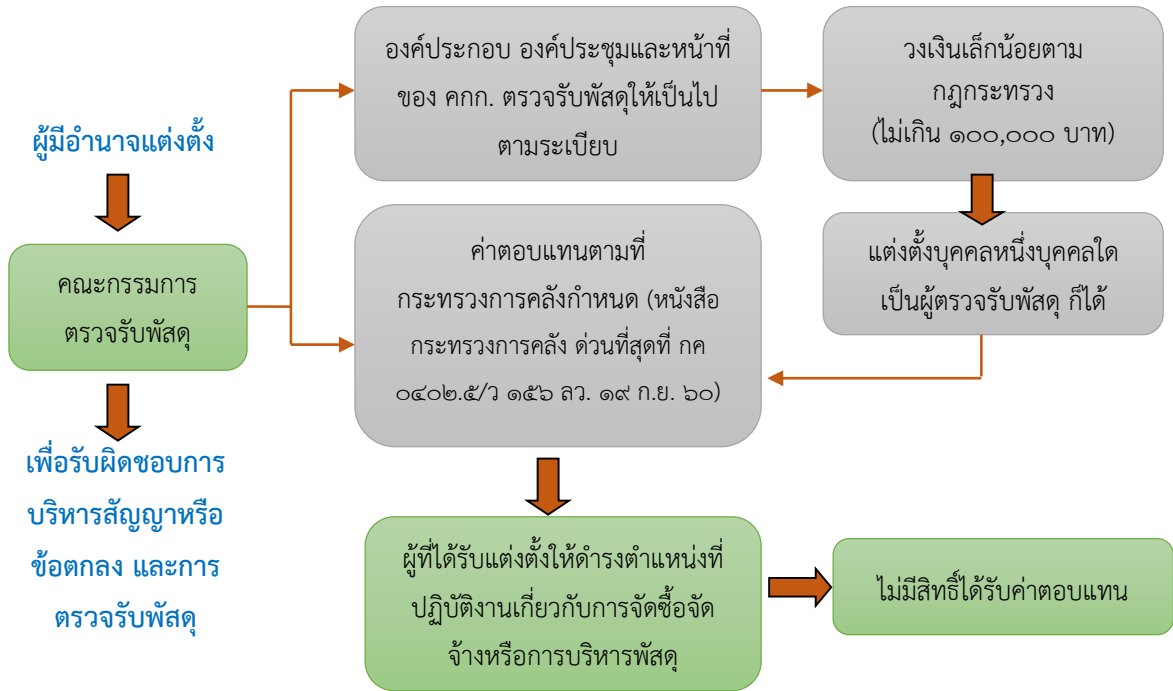 ผู้มีอำนาจแต่งตั้ง
คณะกรรมการ
ตรวจรับพัสดุ
เพื่อรับผิดชอบการ
บริหารสัญญาหรือ
ข้อตกลง และการ
ตรวจรับพัสดุ
องค์ประกอบ องค์ประชุมและหน้าที่
ของ คกก. ตรวจรับพัสดุให้เป็นไป
ตามระเบียบ
วงเงินเล็กน้อยตาม
กฎกระทรวง
(ไม่เกิน ๑๐๐,๐๐๐ บาท)
แต่งตั้งบุคคลหนึ่งบุคคลใด
เป็นผู้ตรวจรับพัสดุ ก็ได้
ค่าตอบแทนตามที่
กระทรวงการคลังกำหนด (หนังสือ
กระทรวงการคลัง ด่วนที่สุดที่ กค
๐๔๐๒.๕/ว ๑๕๖ ลว. ๑๙ ก.ย. ๖๐)
ผู้ที่ได้รับแต่งตั้งให้ดำรงตำแหน่งที่
ปฏิบัติงานเกี่ยวกับการจัดซื้อจัด
จ้างหรือการบริหารพัสดุ
ไม่มีสิทธิ์ได้รับค่าตอบแทน